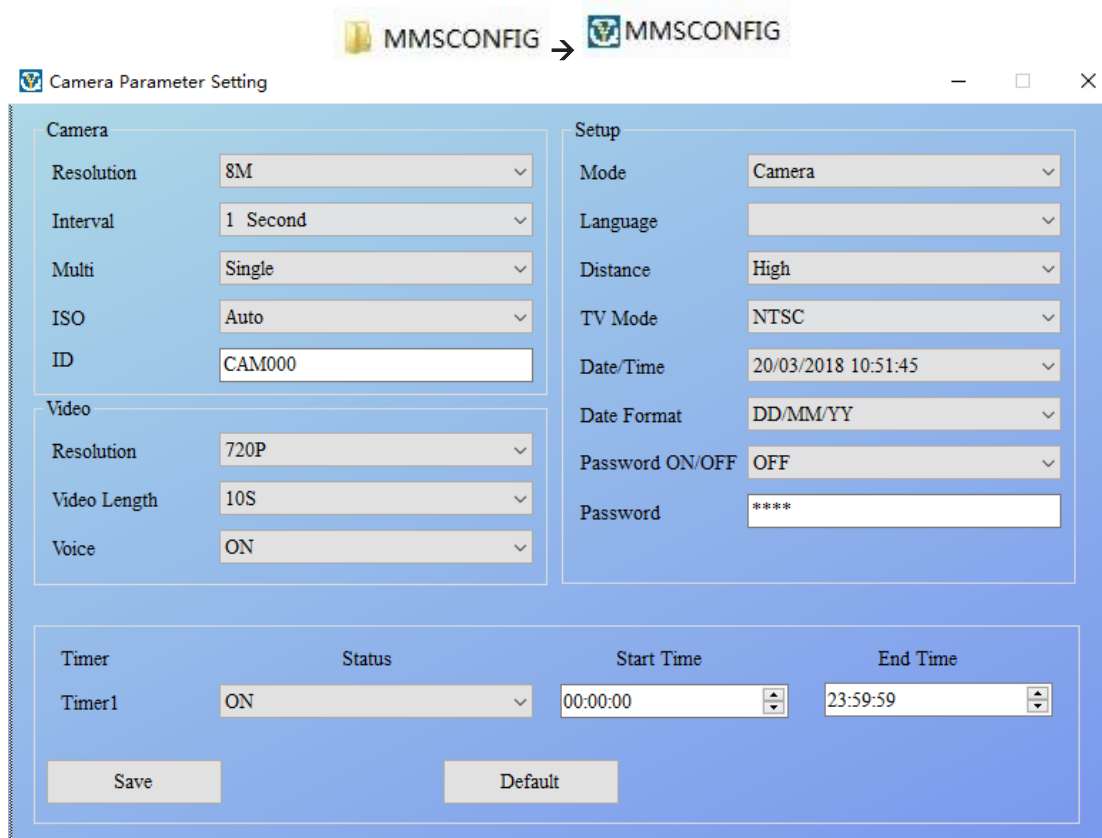 MMSCONFIG → MMSCONFIG
Camera Parameter Setting
Camera
Resolution 8M
Interval 1 Second
Multi Single
ISO Auto
ID CAM000
Video
Resolution 720P
Video Length 10S
Voice ON
Setup
Mode Camera
Language
Distance High
TV Mode NTSC
Date/Time 20/03/2018 10:51:45
Date Format DD/MM/YY
Password ON/OFF OFF
Password ****
Timer Status Start Time End Time
Timer1 ON 00:00:00 23:59:59
Save Default